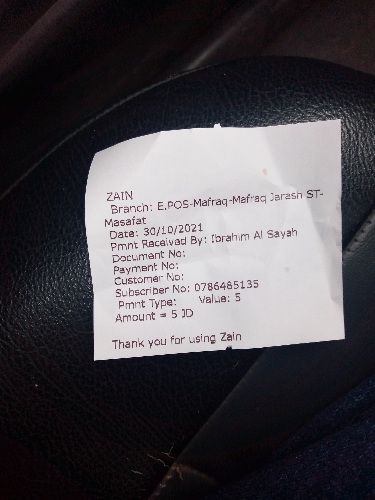 ZAIN
Branch: E.POS-Mafraq-Mafraq Jarash ST-
Masafat
Date: 30/10/2021
Pmnt Received By: Ibrahim Al Sayah
Document No:
Payment No:
Customer No:
Subscriber No: 0786465135
Pmnt Type: Value: 5
Amount = 5 JD
Thank you for using Zain